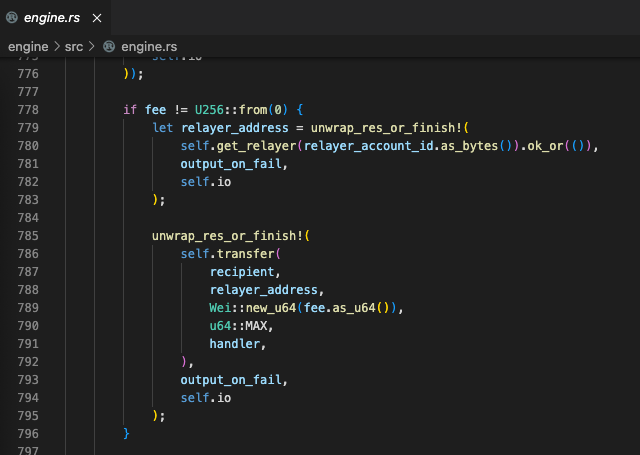 engine.rs ×
engine > src > engine.rs
775 self.io
776 ));
777
778 if fee != U256::from(0) {
779 let relayer_address = unwrap_res_or_finish!(
780 self.get_relayer(relayer_account_id.as_bytes()).ok_or(()),
781 output_on_fail,
782 self.io
783 );
784
785 unwrap_res_or_finish!(
786 self.transfer(
787 recipient,
788 relayer_address,
789 Wei::new_u64(fee.as_u64()),
790 u64::MAX,
791 handler,
792 ),
793 output_on_fail,
794 self.io
795 );
796 }
797